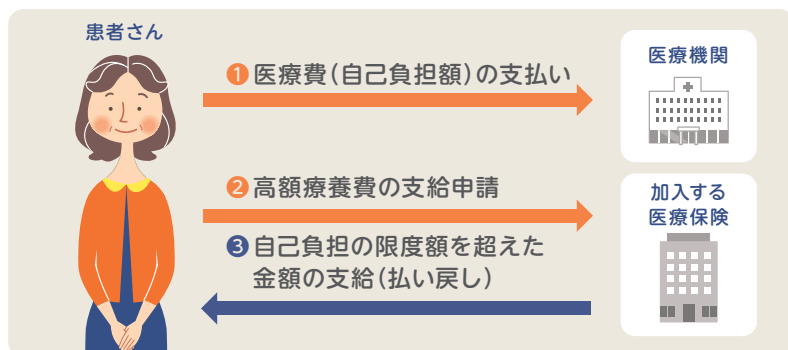 患者さん
❶医療費(自己負担額)の支払い
医療機関
❷高額療養費の支給申請
加入する
医療保険
❸自己負担の限度額を超えた
金額の支給(払い戻し)